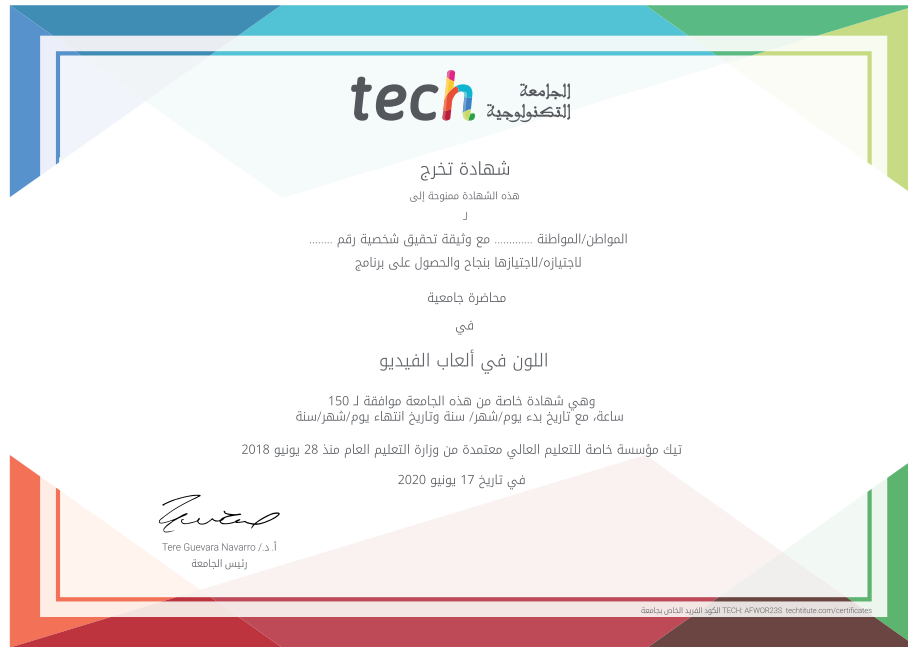 tech الجامعة
التكنولوجية
شهادة تخرج
هذه الشهادة ممنوحة إلى
لـ
المواطن/المواطنة ............. مع وثيقة تحقيق شخصية رقم ........
لاجتيازه/لاجتيازها بنجاح والحصول على برنامج
محاضرة جامعية
في
اللون في ألعاب الفيديو
وهي شهادة خاصة من هذه الجامعة موافقة لـ 150
ساعة، مع تاريخ بدء يوم/شهر/ سنة وتاريخ انتهاء يوم/شهر/سنة
تيك مؤسسة خاصة للتعليم العالي معتمدة من وزارة التعليم العام منذ 28 يونيو 2018
في تاريخ 17 يونيو 2020
أ. د./ Tere Guevara Navarro
رئيس الجامعة
الكود الفريد الخاص بجامعة TECH: AFWOR23S techtitute.com/certificates